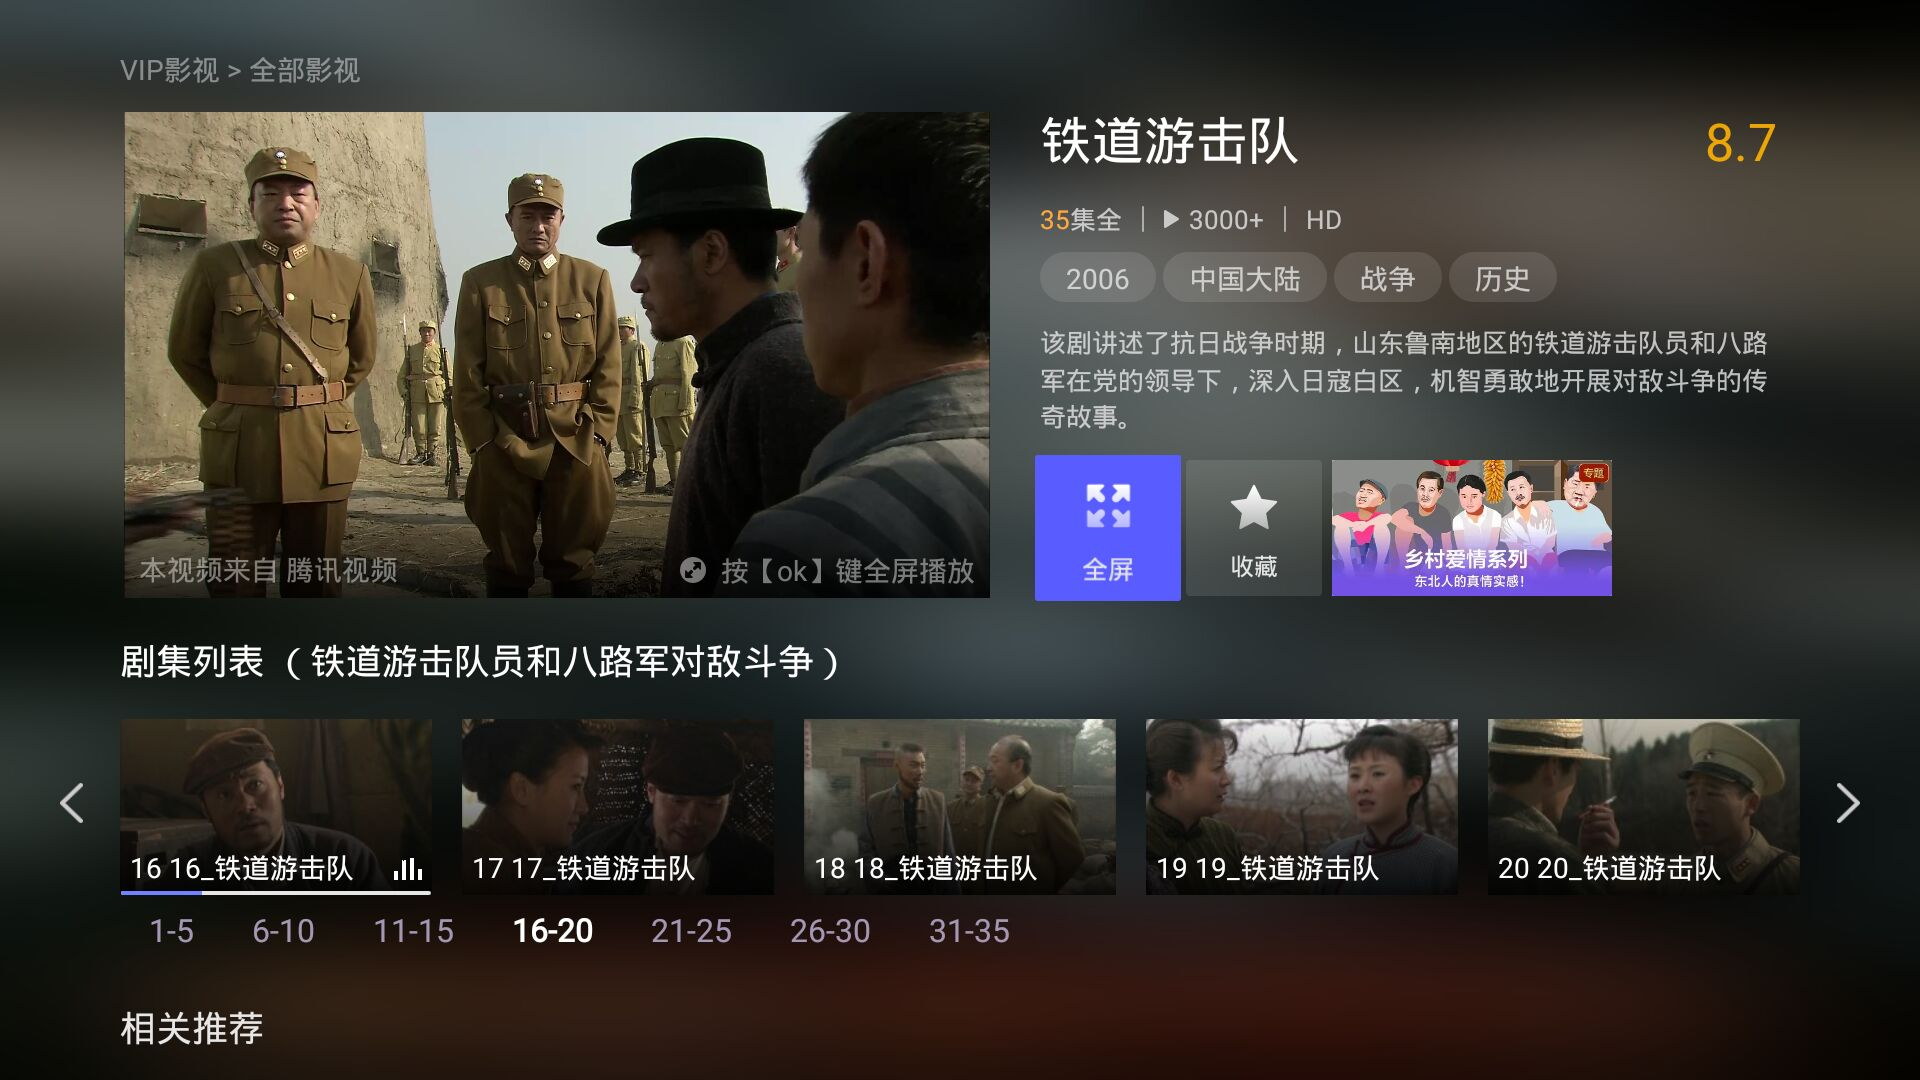 VIP影视 > 全部影视
铁道游击队
8.7
35集全 | 3000+ | HD
2006 中国大陆 战争 历史
该剧讲述了抗日战争时期，山东鲁南地区的铁道游击队员和八路
军在党的领导下，深入日寇白区，机智勇敢地开展对敌斗争的传
奇故事。
本视频来自 腾讯视频
按【ok】键全屏播放
全屏
收藏
专题
乡村爱情系列
东北人的真情实感！
剧集列表 （铁道游击队员和八路军对敌斗争）
16 16_铁道游击队
17 17_铁道游击队
18 18_铁道游击队
19 19_铁道游击队
20 20_铁道游击队
1-5 6-10 11-15 16-20 21-25 26-30 31-35
相关推荐